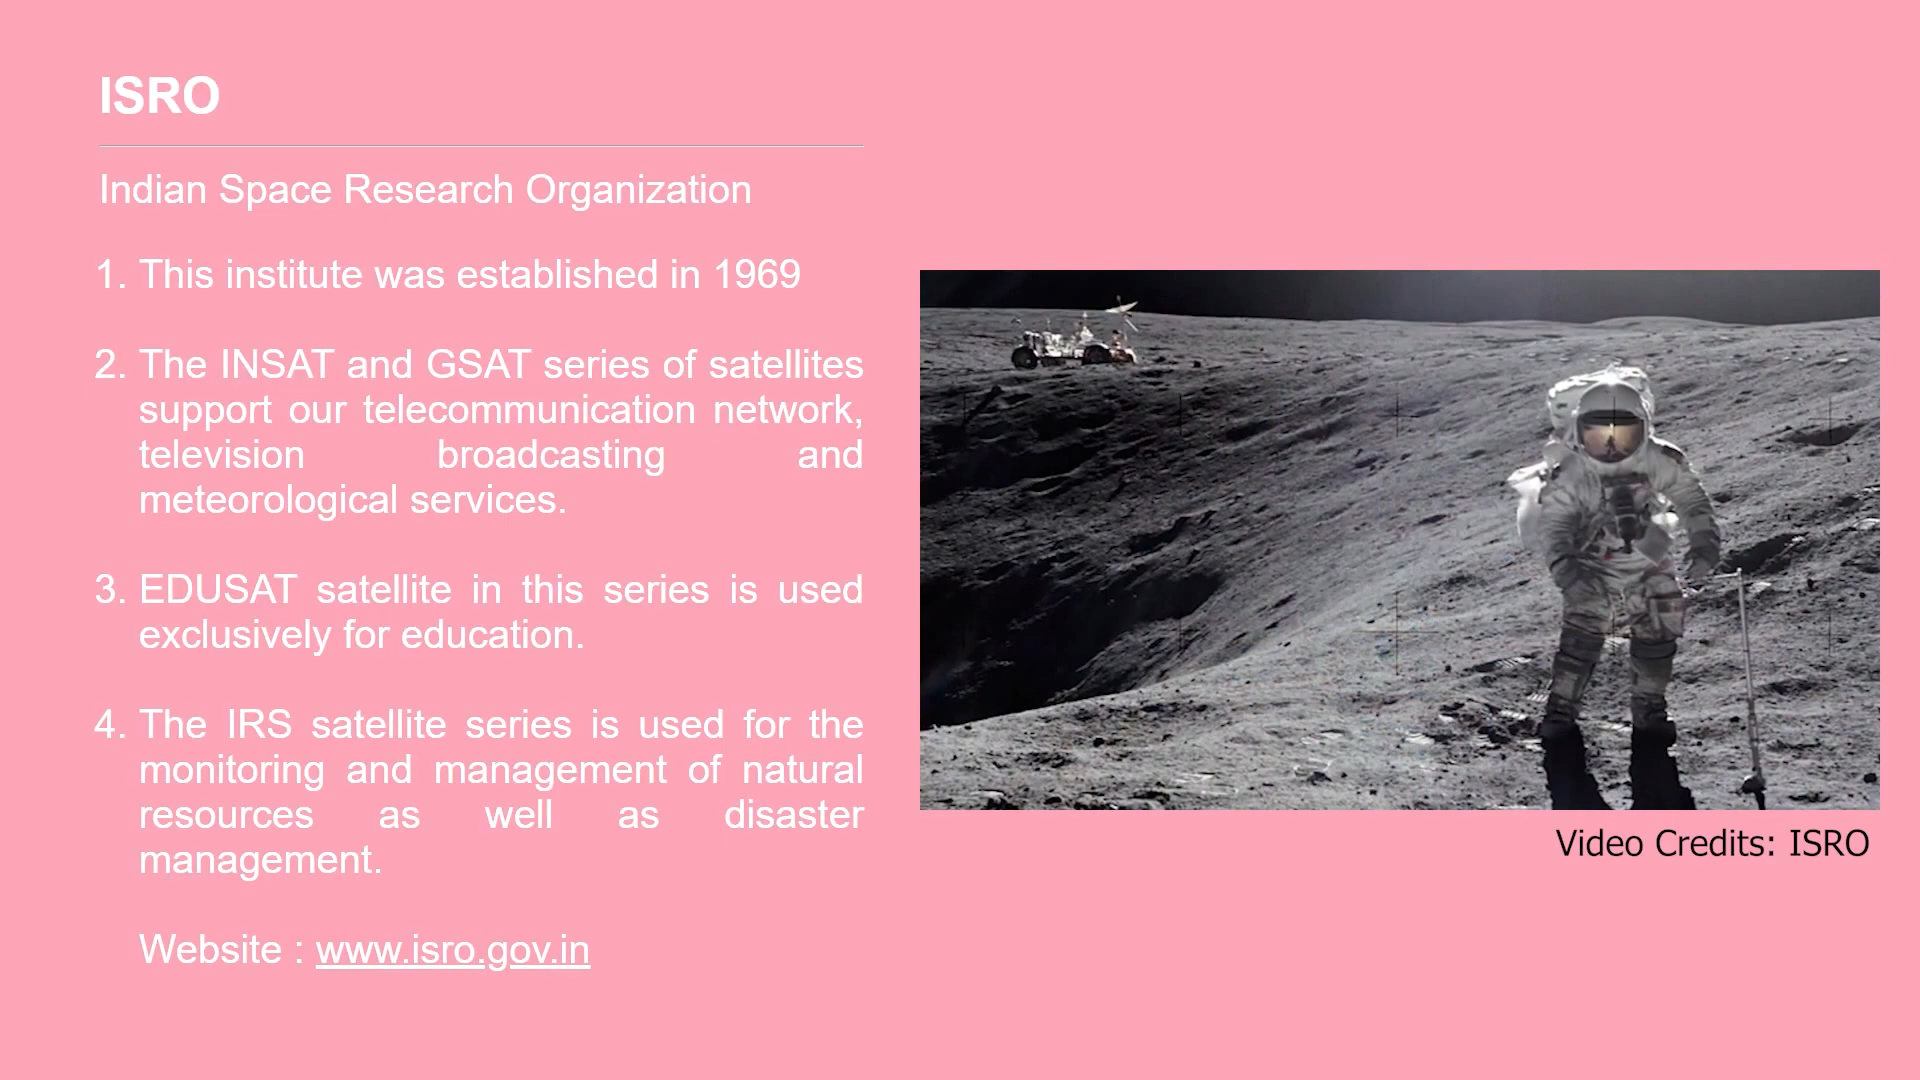 ISRO
Indian Space Research Organization
1. This institute was established in 1969
2. The INSAT and GSAT series of satellites
support our telecommunication network,
television broadcasting and
meteorological services.
3. EDUSAT satellite in this series is used
exclusively for education.
4. The IRS satellite series is used for the
monitoring and management of natural
resources as well as disaster
management.
Website : www.isro.gov.in
Video Credits: ISRO